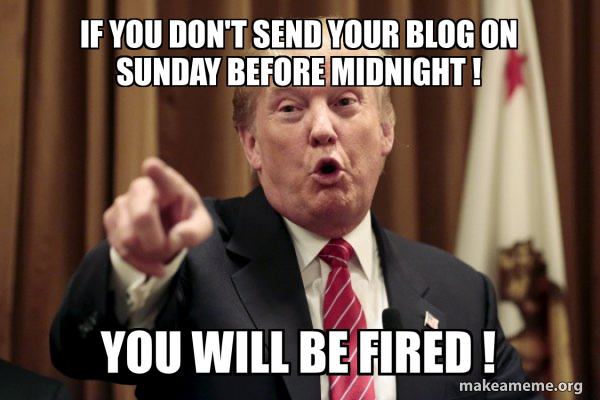 IF YOU DON'T SEND YOUR BLOG ON
SUNDAY BEFORE MIDNIGHT !
YOU WILL BE FIRED !
makeameme.org